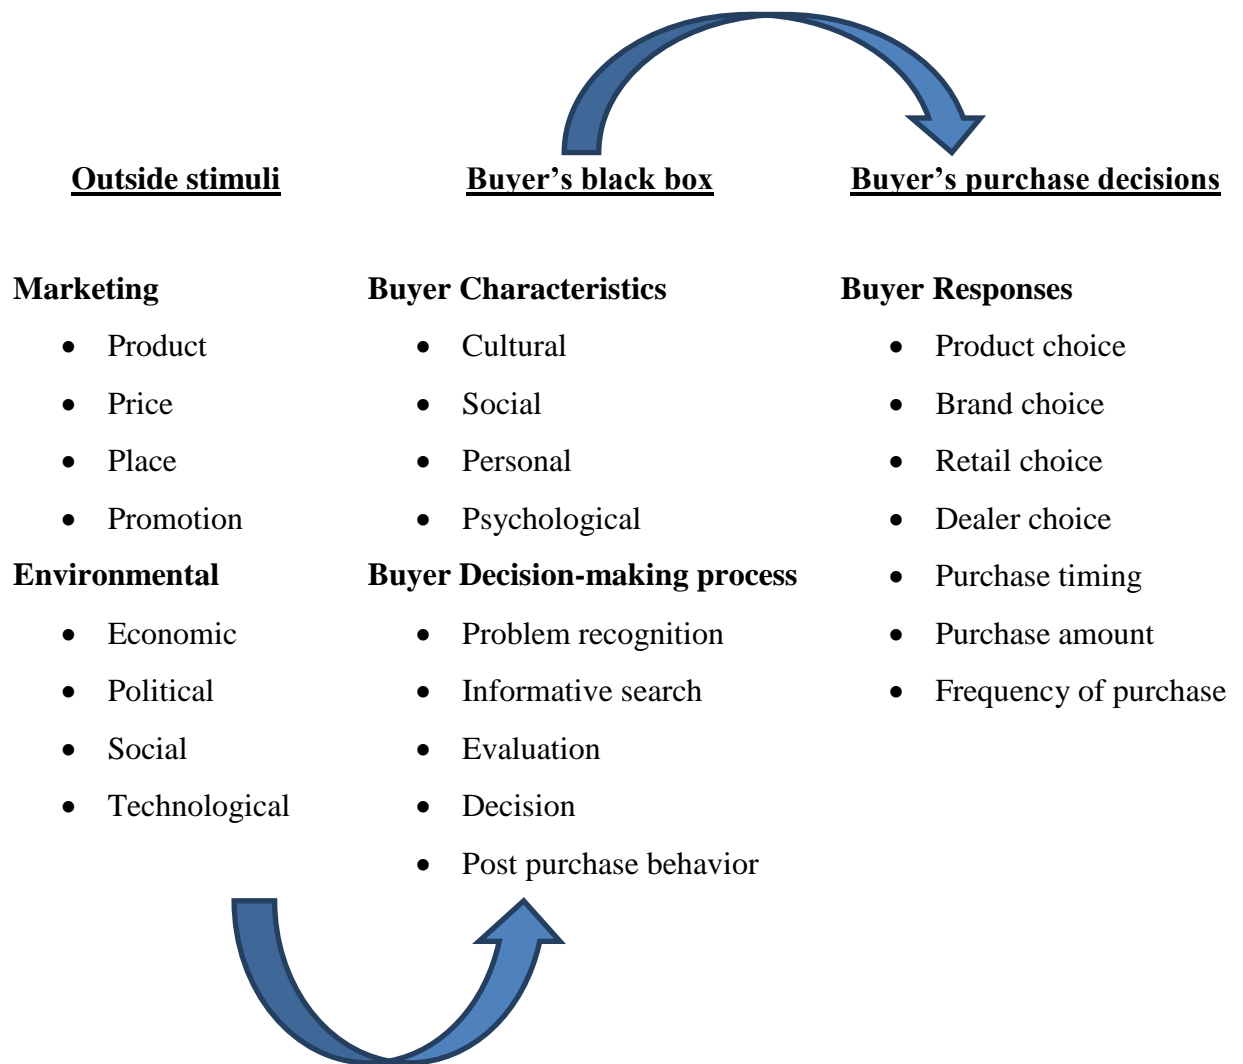 Outside stimuli
Marketing
• Product
• Price
• Place
• Promotion
Environmental
• Economic
• Political
• Social
• Technological
Buyer’s black box
Buyer Characteristics
• Cultural
• Social
• Personal
• Psychological
Buyer Decision-making process
• Problem recognition
• Informative search
• Evaluation
• Decision
• Post purchase behavior
Buyer’s purchase decisions
Buyer Responses
• Product choice
• Brand choice
• Retail choice
• Dealer choice
• Purchase timing
• Purchase amount
• Frequency of purchase